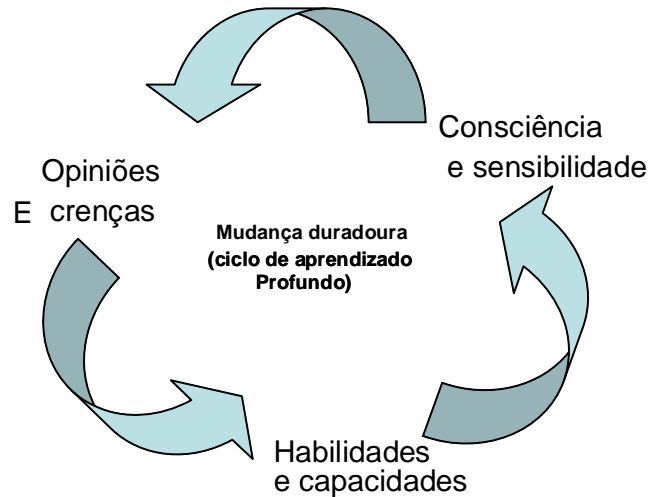 Consciência
e sensibilidade
Opiniões
E crenças
Mudança duradoura
(ciclo de aprendizado
Profundo)
Habilidades
e capacidades